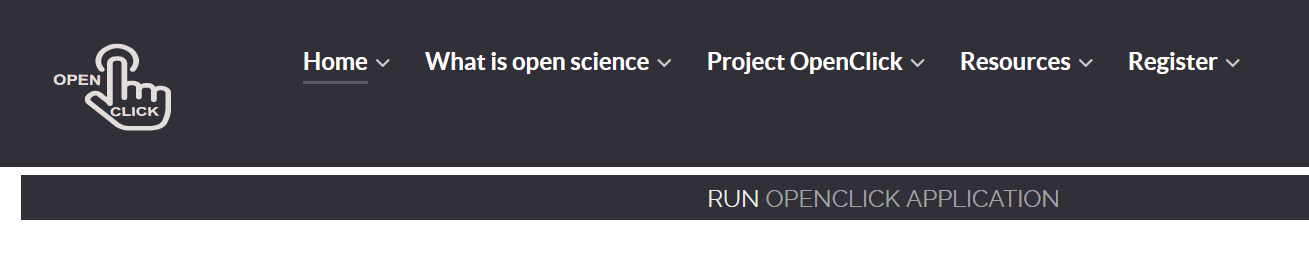 OPEN
CLICK
Home What is open science Project OpenClick Resources Register
RUN OPENCLICK APPLICATION